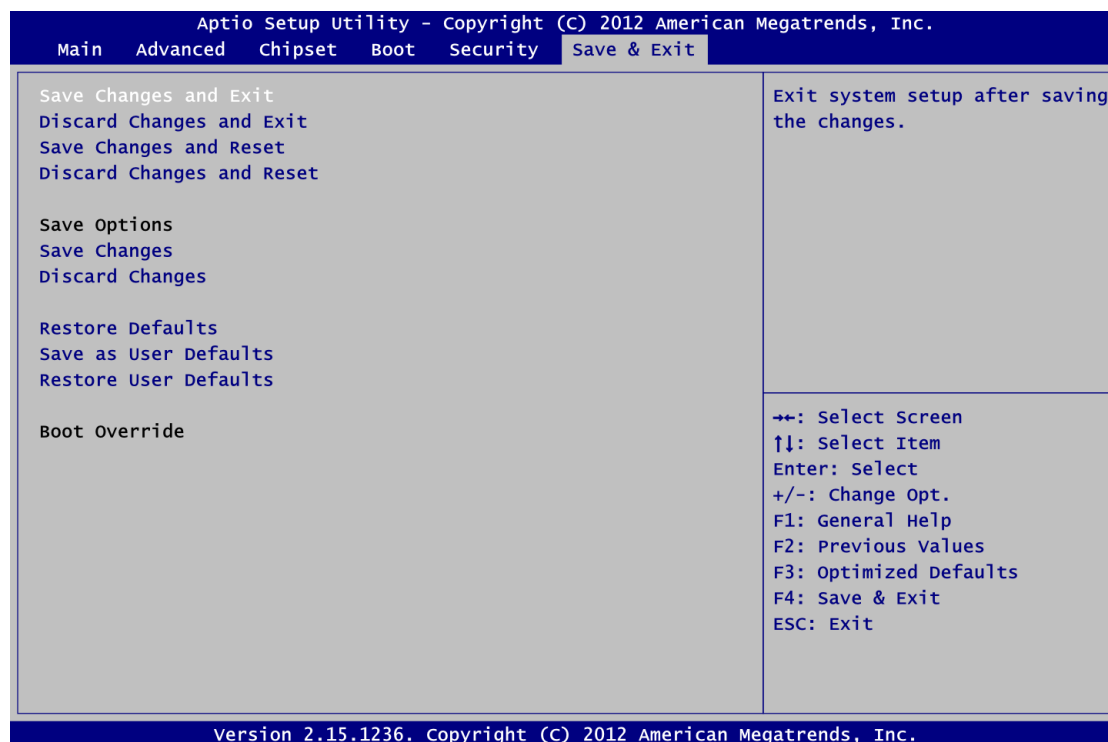 Aptio Setup Utility - Copyright (C) 2012 American Megatrends, Inc.
Main Advanced Chipset Boot Security Save & Exit
Save Changes and Exit
Discard Changes and Exit
Save Changes and Reset
Discard Changes and Reset
Save Options
Save Changes
Discard Changes
Restore Defaults
Save as User Defaults
Restore User Defaults
Boot Override
Exit system setup after saving
the changes.
→←: Select Screen
↑↓: Select Item
Enter: Select
+/-: Change Opt.
F1: General Help
F2: Previous Values
F3: Optimized Defaults
F4: Save & Exit
ESC: Exit
Version 2.15.1236. Copyright (C) 2012 American Megatrends, Inc.